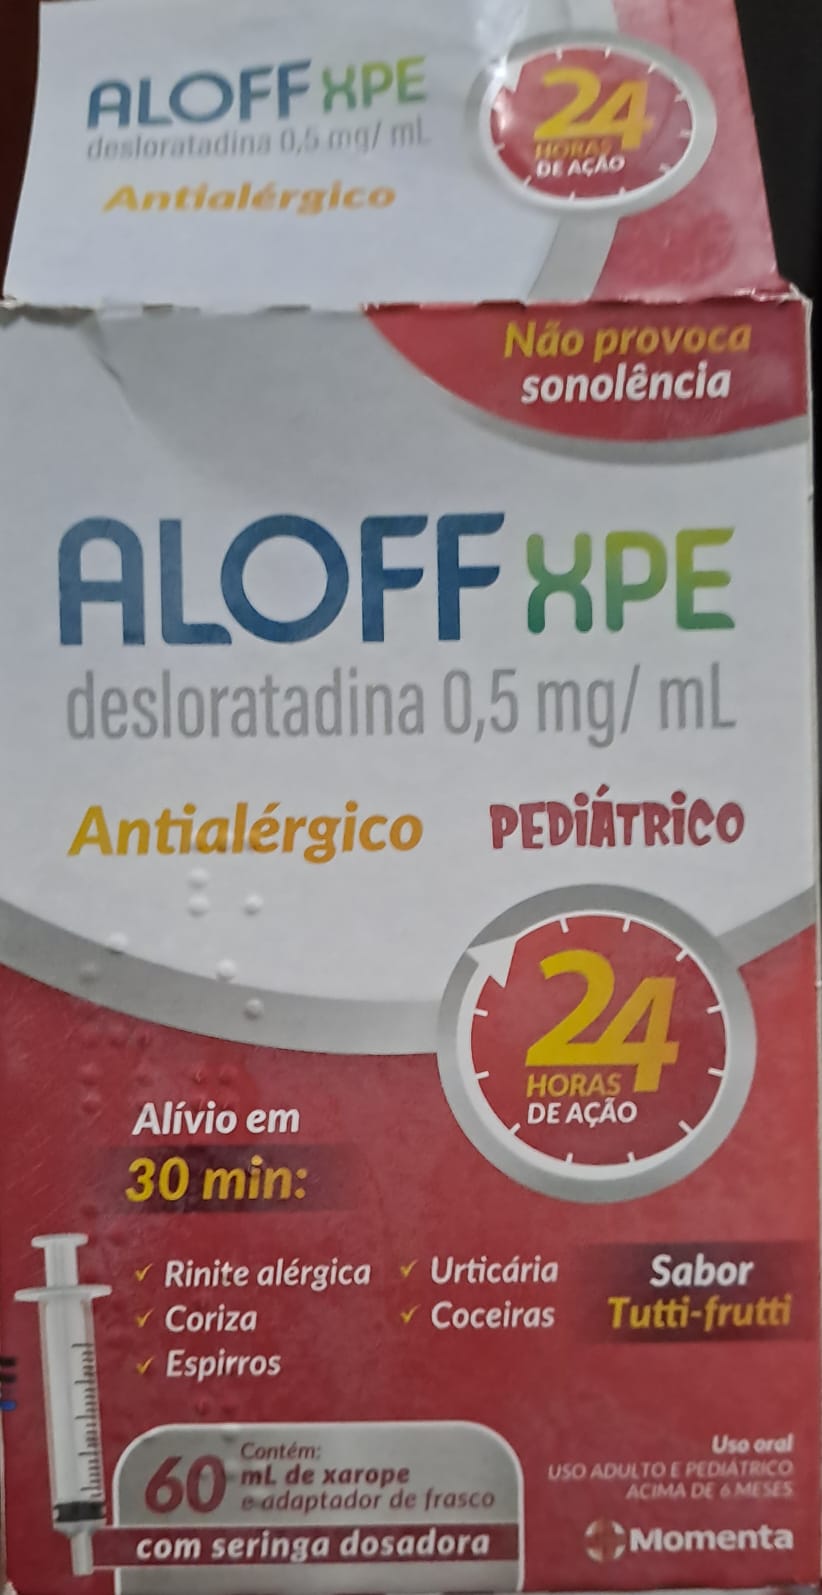 ALOFF XPE
desloratadina 0,5 mg/ mL
Antialérgico
24
HORAS
DE AÇÃO
Não provoca
sonolência
ALOFF XPE
desloratadina 0,5 mg/ mL
Antialérgico PEDIÁTRICO
24
HORAS
DE AÇÃO
Alívio em
30 min:
✓ Rinite alérgica
✓ Coriza
✓ Espirros
✓ Urticária
✓ Coceiras
Sabor
Tutti-frutti
Contém:
60 mL de xarope
e adaptador de frasco
com seringa dosadora
Uso oral
USO ADULTO E PEDIÁTRICO
ACIMA DE 6 MESES
Momenta